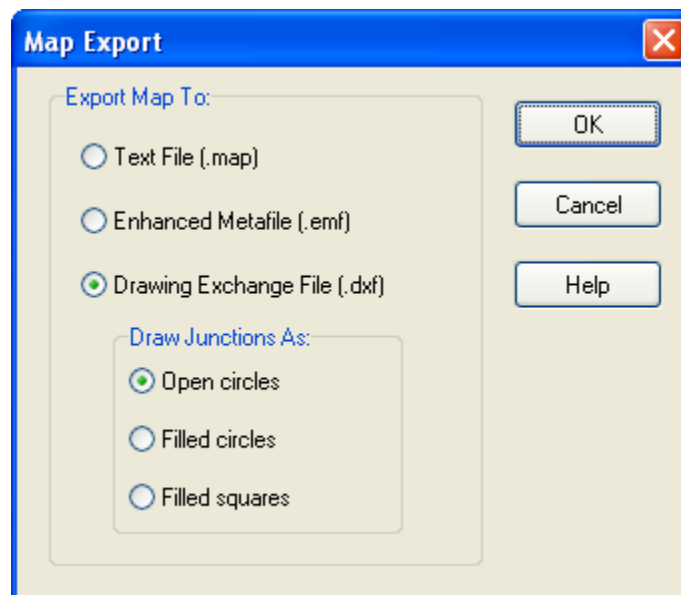 Map Export
Export Map To:
Text File (.map)
Enhanced Metafile (.emf)
Drawing Exchange File (.dxf)
Draw Junctions As:
Open circles
Filled circles
Filled squares
OK
Cancel
Help